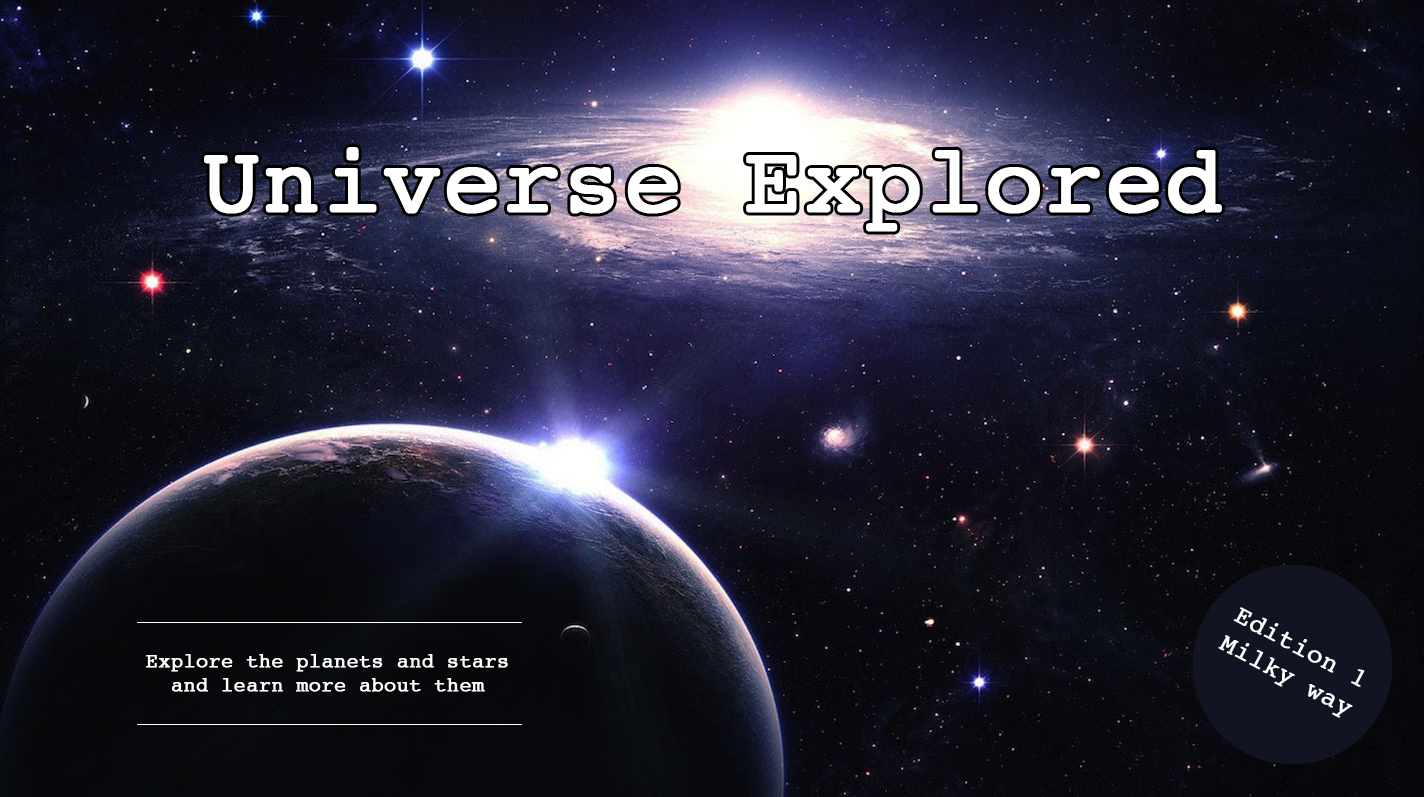 Universe Explored
Explore the planets and stars
and learn more about them
Edition 1
Milky way